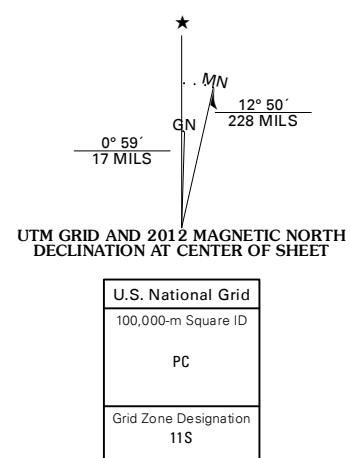 ★
MN
GN
12° 50´
228 MILS
0° 59´
17 MILS
UTM GRID AND 2012 MAGNETIC NORTH
DECLINATION AT CENTER OF SHEET
U.S. National Grid
100,000-m Square ID
PC
Grid Zone Designation
11S